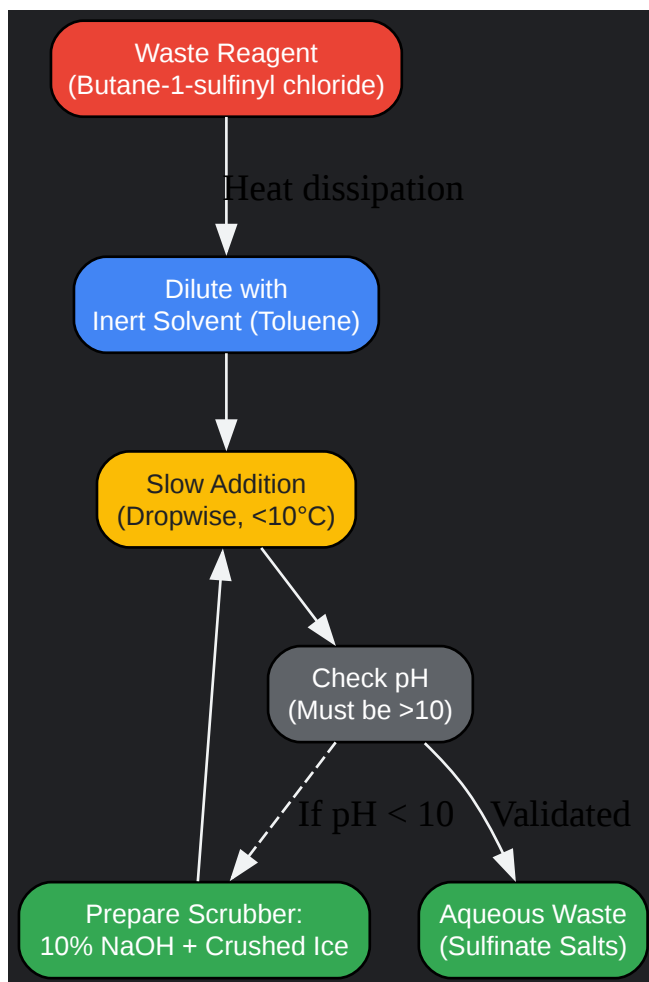 Waste Reagent
(Butane-1-sulfinyl chloride)
Heat dissipation
Dilute with
Inert Solvent (Toluene)
Slow Addition
(Dropwise, <10°C)
Check pH
(Must be >10)
If pH < 10
Validated
Prepare Scrubber:
10% NaOH + Crushed Ice
Aqueous Waste
(Sulfinate Salts)